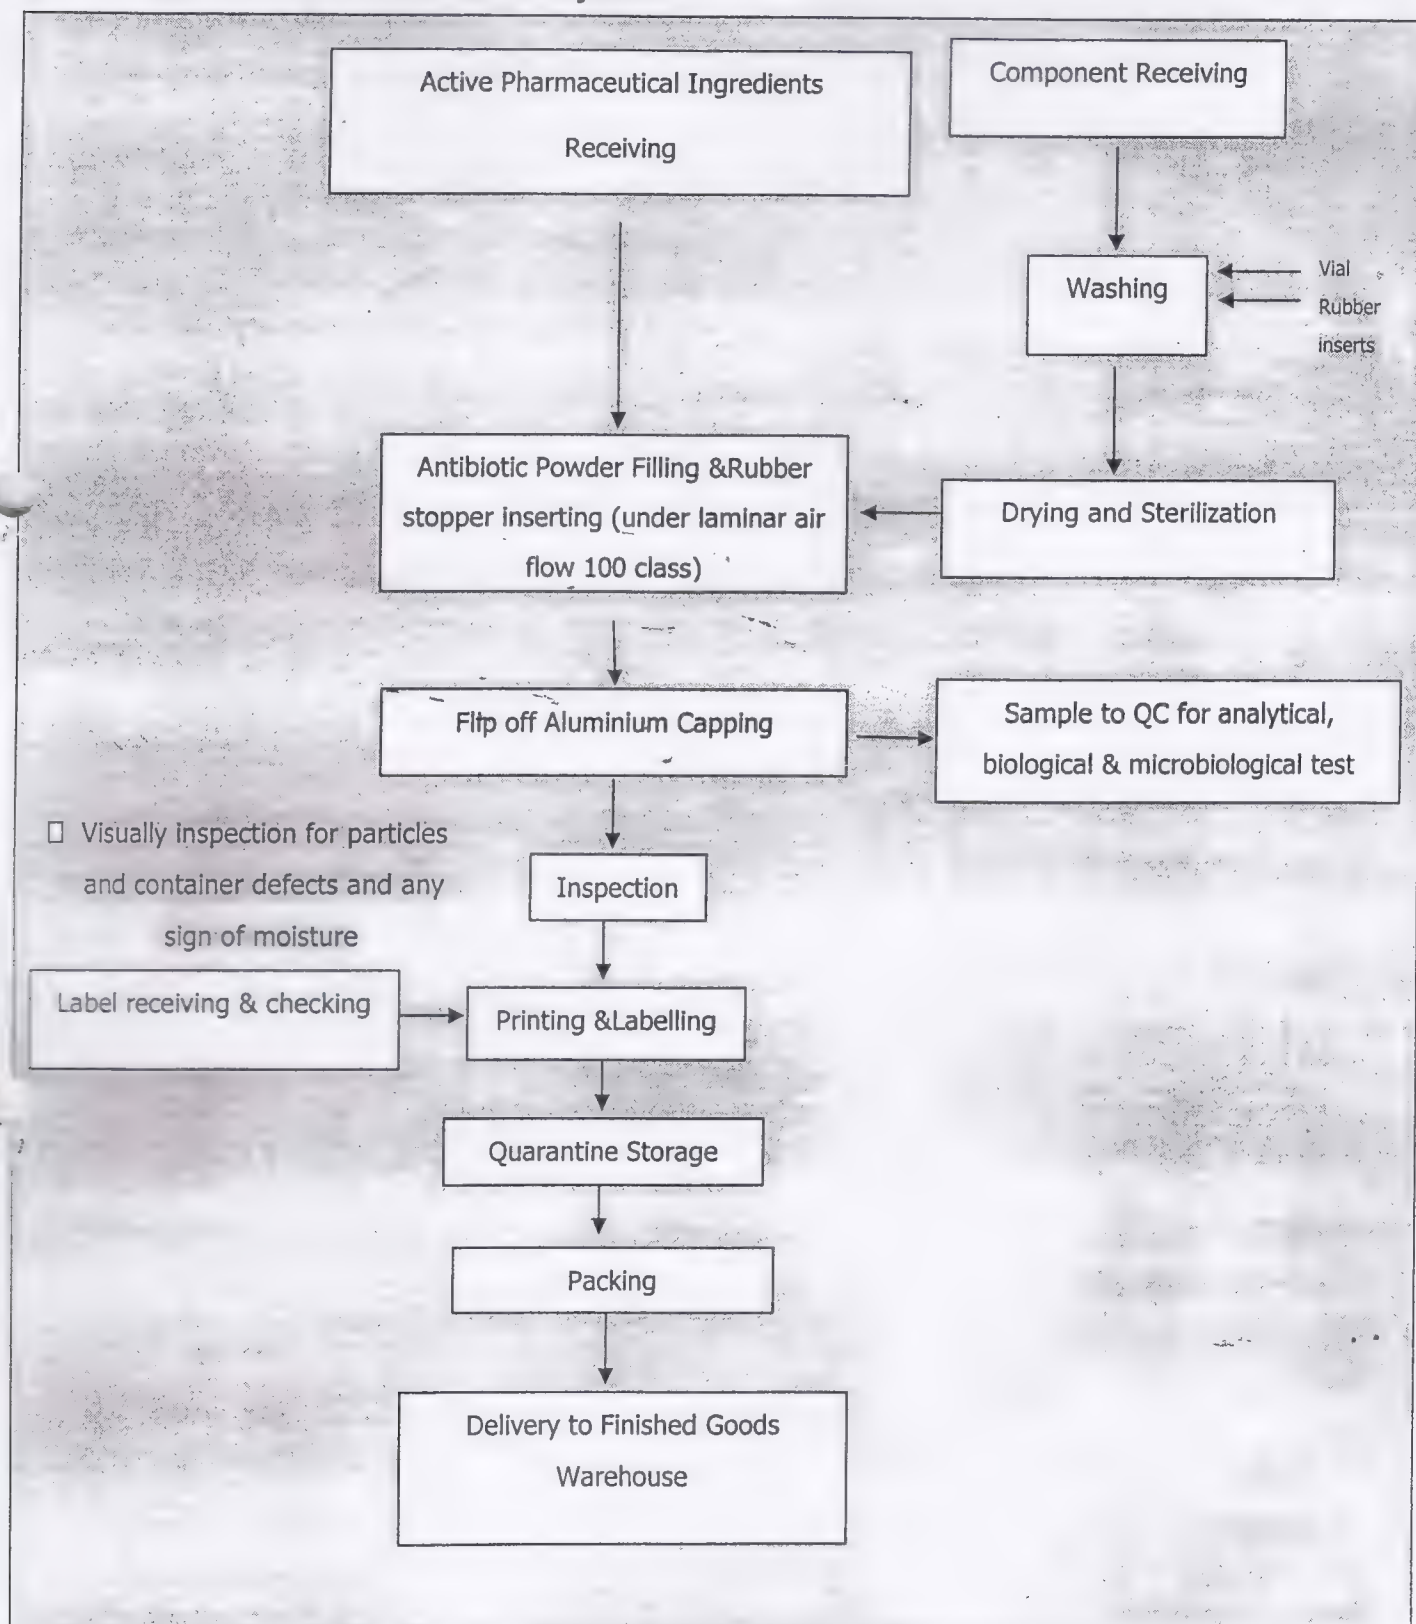 Active Pharmaceutical Ingredients
Receiving
Component Receiving
Washing
Vial
Rubber
inserts
Antibiotic Powder Filling &Rubber
stopper inserting (under laminar air
flow 100 class)
Drying and Sterilization
Flip off Aluminium Capping
Sample to QC for analytical,
biological & microbiological test
Visually inspection for particles
and container defects and any
sign of moisture
Inspection
Label receiving & checking
Printing &Labelling
Quarantine Storage
Packing
Delivery to Finished Goods
Warehouse